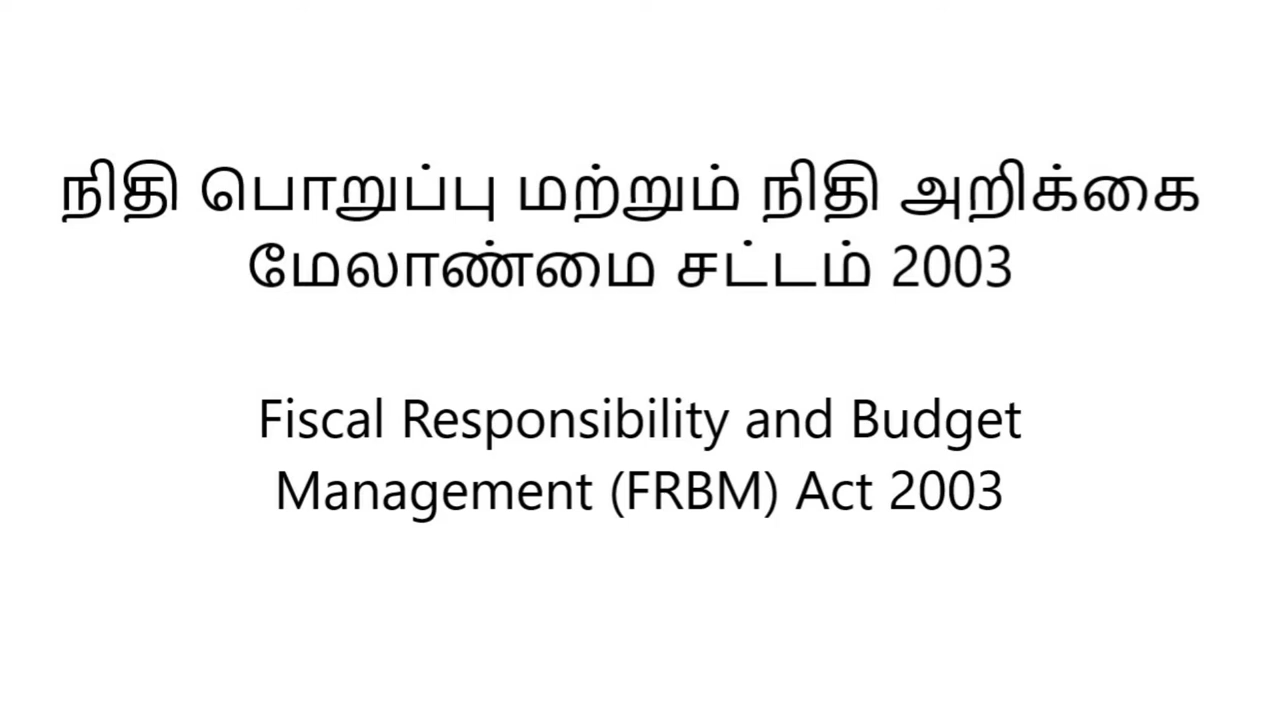 நிதி பொறுப்பு மற்றும் நிதி அறிக்கை
மேலாண்மை சட்டம் 2003
Fiscal Responsibility and Budget
Management (FRBM) Act 2003